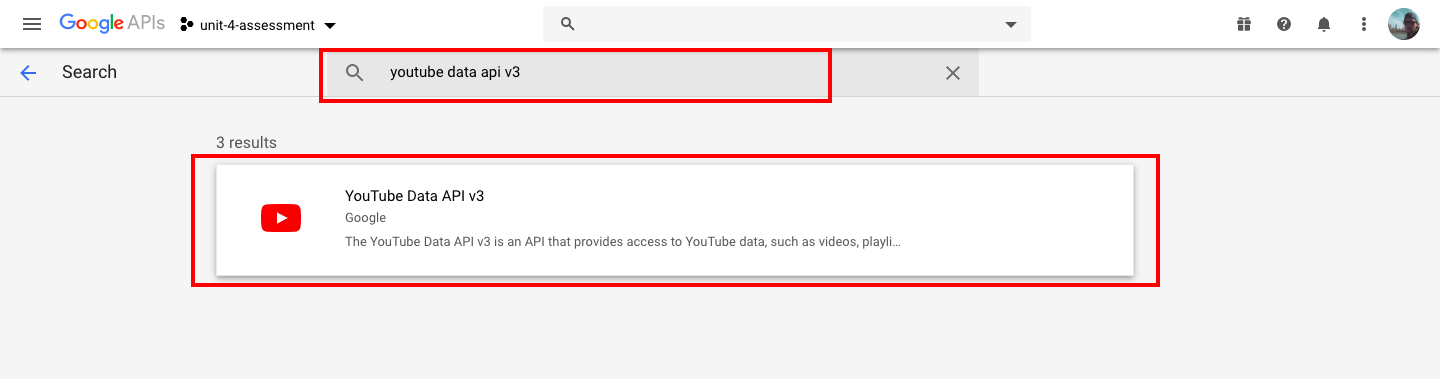 Google APIs unit-4-assessment
Search youtube data api v3
3 results
YouTube Data API v3
Google
The YouTube Data API v3 is an API that provides access to YouTube data, such as videos, playli...